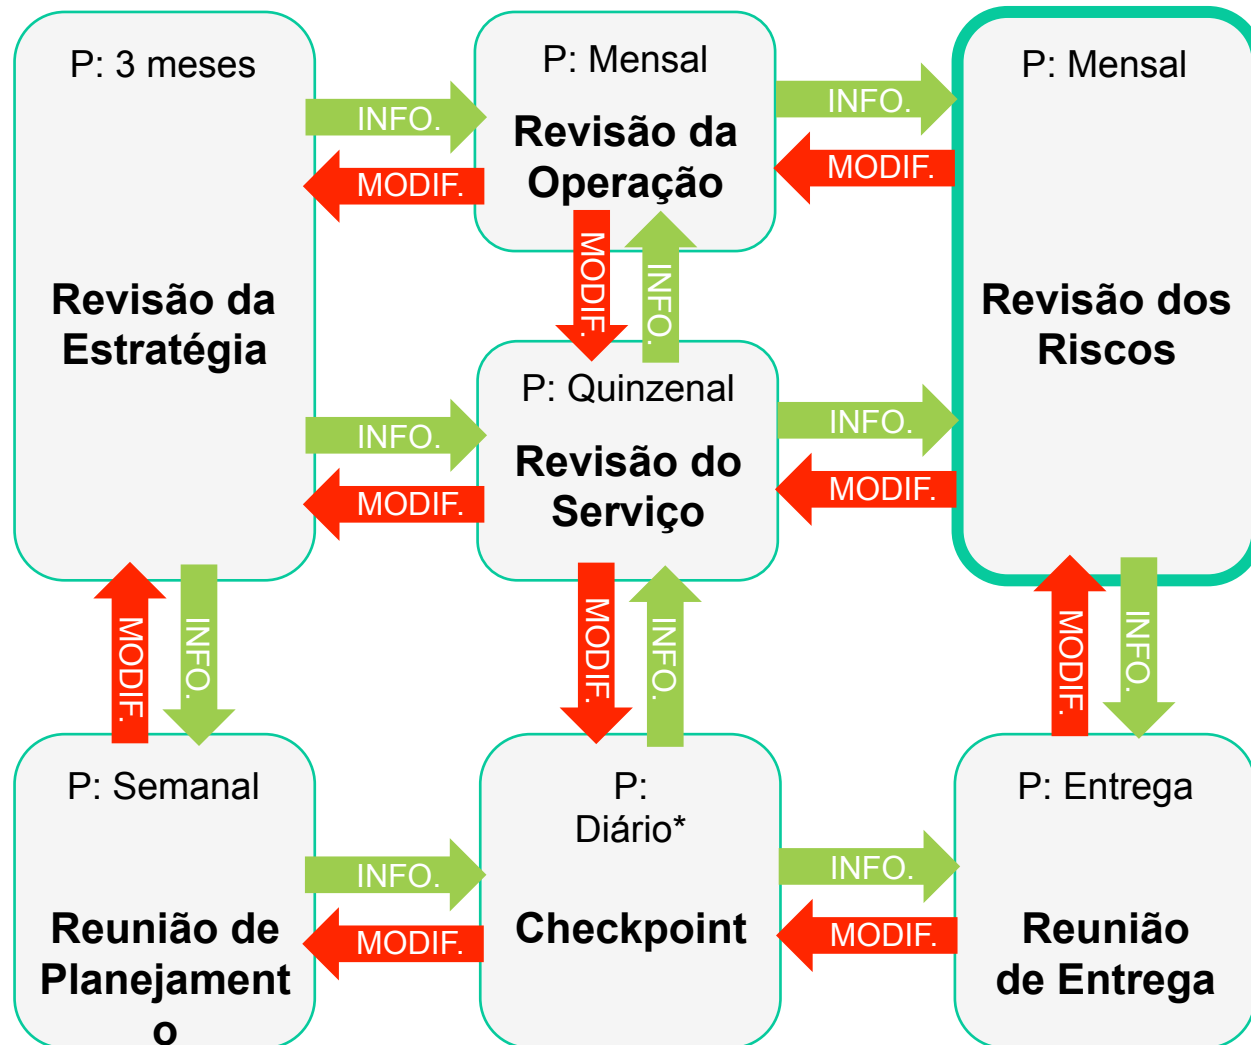 P: 3 meses
Revisão da
Estratégia
INFO.
MODIF.
P: Mensal
Revisão da
Operação
INFO.
MODIF.
P: Mensal
Revisão dos
Riscos
MODIF.
INFO.
INFO.
MODIF.
P: Quinzenal
Revisão do
Serviço
INFO.
MODIF.
MODIF.
INFO.
MODIF.
INFO.
MODIF.
INFO.
P: Semanal
Reunião de
Planejament
o
INFO.
MODIF.
P:
Diário*
Checkpoint
INFO.
MODIF.
P: Entrega
Reunião
de Entrega